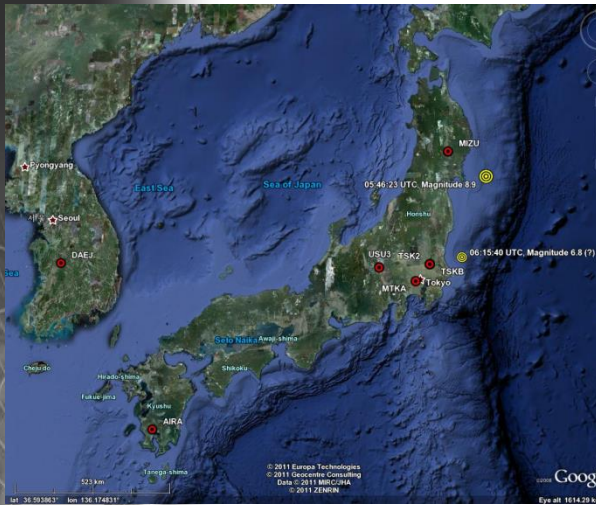 MIZU
Pyongyang
05:46:23 UTC, Magnitude 8.9
East Sea
Sea of Japan
Honshu
Seoul
DAEJ
Sea
USU3
TSK2
06:15:40 UTC, Magnitude 6.8 (?)
TSKB
MTKA
Tokyo
Seto Naikai
Awaji-shima
Cheju do
Hirado-shima
Shikoku
Fukue-jima
Kyushu
AIRA
Tanega-shima
523 km
© 2011 Europa Technologies
© 2011 Geocentre Consulting
Data © 2011 MIRC/JHA
© 2011 ZENRIN
©2009 Goog
lat 36.593863° lon 136.174831°
Eye alt 1614.29 k